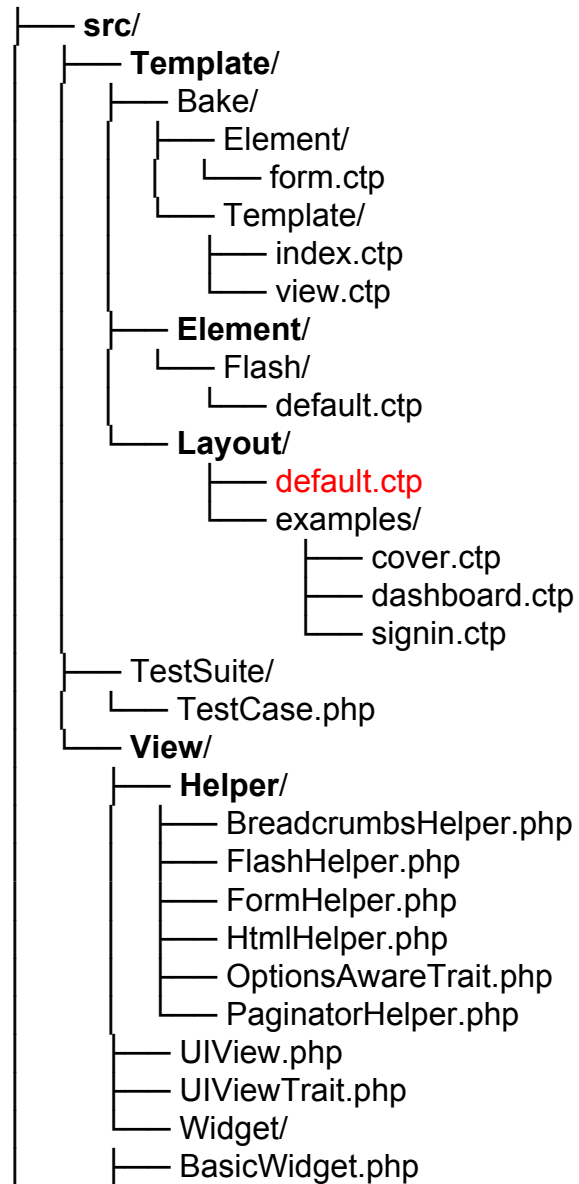 src/
Template/
Bake/
Element/
form.ctp
Template/
index.ctp
view.ctp
Element/
Flash/
default.ctp
Layout/
default.ctp
examples/
cover.ctp
dashboard.ctp
signin.ctp
TestSuite/
TestCase.php
View/
Helper/
BreadcrumbsHelper.php
FlashHelper.php
FormHelper.php
HtmlHelper.php
OptionsAwareTrait.php
PaginatorHelper.php
UIView.php
UIViewTrait.php
Widget/
BasicWidget.php